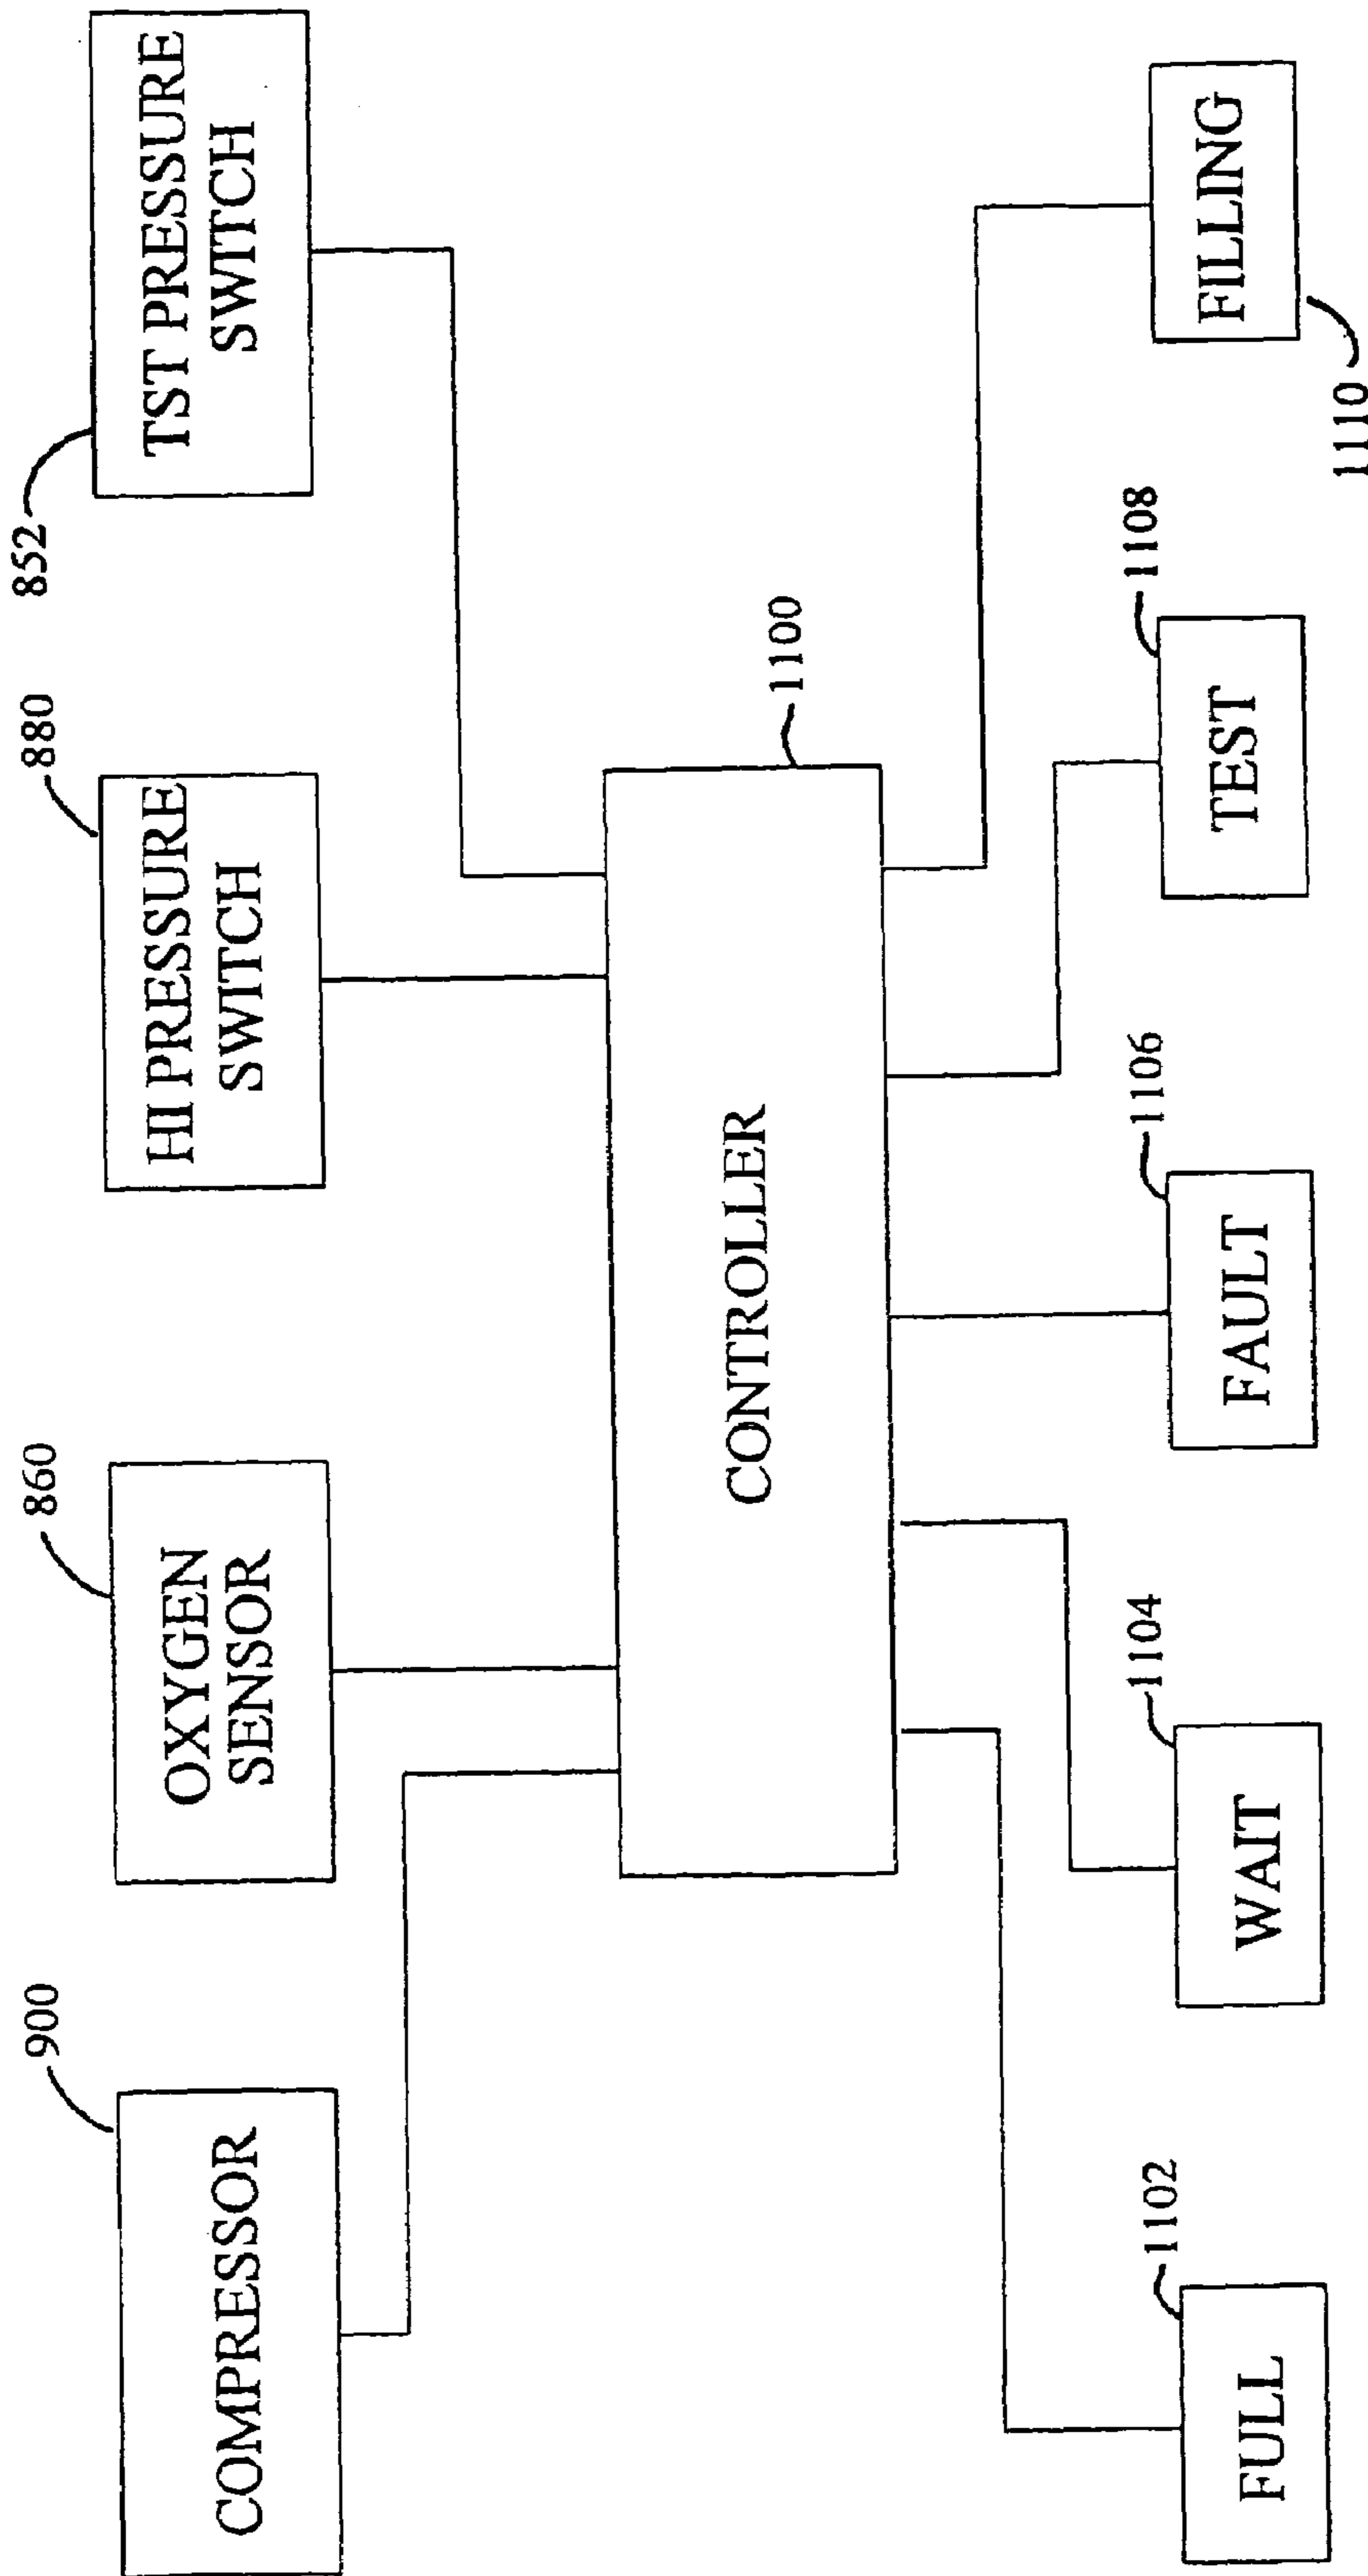 900
COMPRESSOR
860
OXYGEN
SENSOR
880
HI PRESSURE
SWITCH
852
TST PRESSURE
SWITCH
CONTROLLER
1100
1102
FULL
1104
WAIT
1106
FAULT
1108
TEST
FILLING
1110